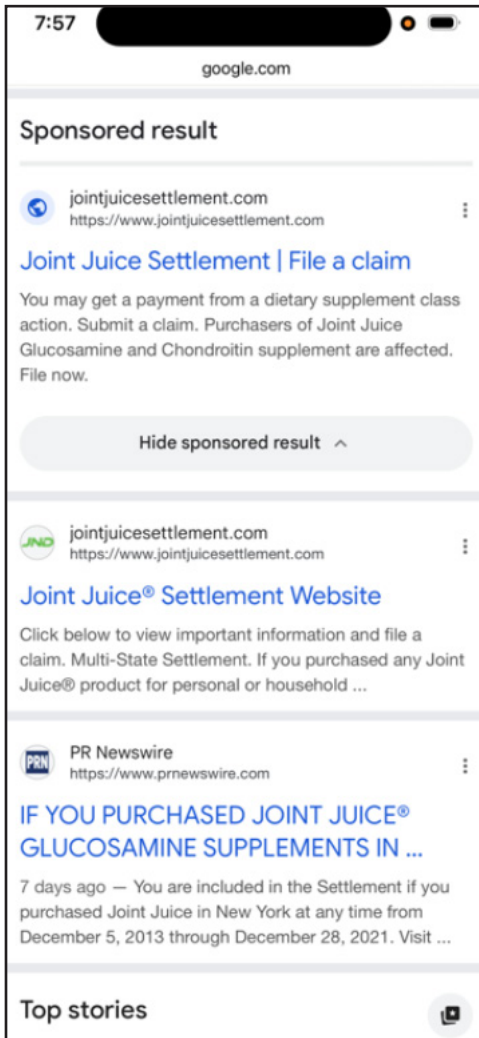 7:57
google.com
Sponsored result
jointjuicesettlement.com
https://www.jointjuicesettlement.com
Joint Juice Settlement | File a claim
You may get a payment from a dietary supplement class
action. Submit a claim. Purchasers of Joint Juice
Glucosamine and Chondroitin supplement are affected.
File now.
Hide sponsored result
JND
jointjuicesettlement.com
https://www.jointjuicesettlement.com
Joint Juice® Settlement Website
Click below to view important information and file a
claim. Multi-State Settlement. If you purchased any Joint
Juice® product for personal or household ...
PRN
PR Newswire
https://www.prnewswire.com
IF YOU PURCHASED JOINT JUICE®
GLUCOSAMINE SUPPLEMENTS IN ...
7 days ago — You are included in the Settlement if you
purchased Joint Juice in New York at any time from
December 5, 2013 through December 28, 2021. Visit ...
Top stories